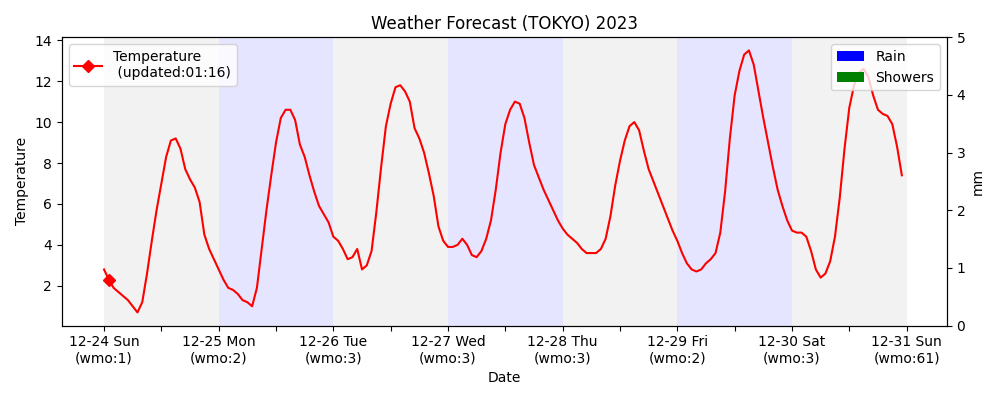 Weather Forecast (TOKYO) 2023
Temperature
(updated:01:16)
Rain
Showers
14
12
10
8
6
4
2
5
4
3
2
1
0
Temperature
mm
12-24 Sun 12-25 Mon 12-26 Tue 12-27 Wed 12-28 Thu 12-29 Fri 12-30 Sat 12-31 Sun
(wmo:1) (wmo:2) (wmo:3) (wmo:3) (wmo:3) (wmo:2) (wmo:3) (wmo:61)
Date